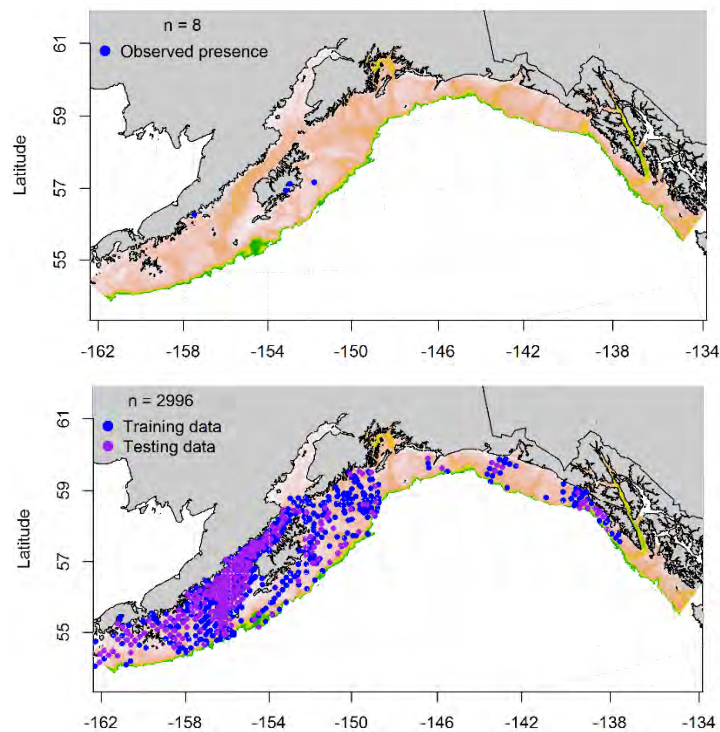 n = 8
Observed presence
61
59
57
55
Latitude
-162 -158 -154 -150 -146 -142 -138 -134
n = 2996
Training data
Testing data
61
59
57
55
Latitude
-162 -158 -154 -150 -146 -142 -138 -134